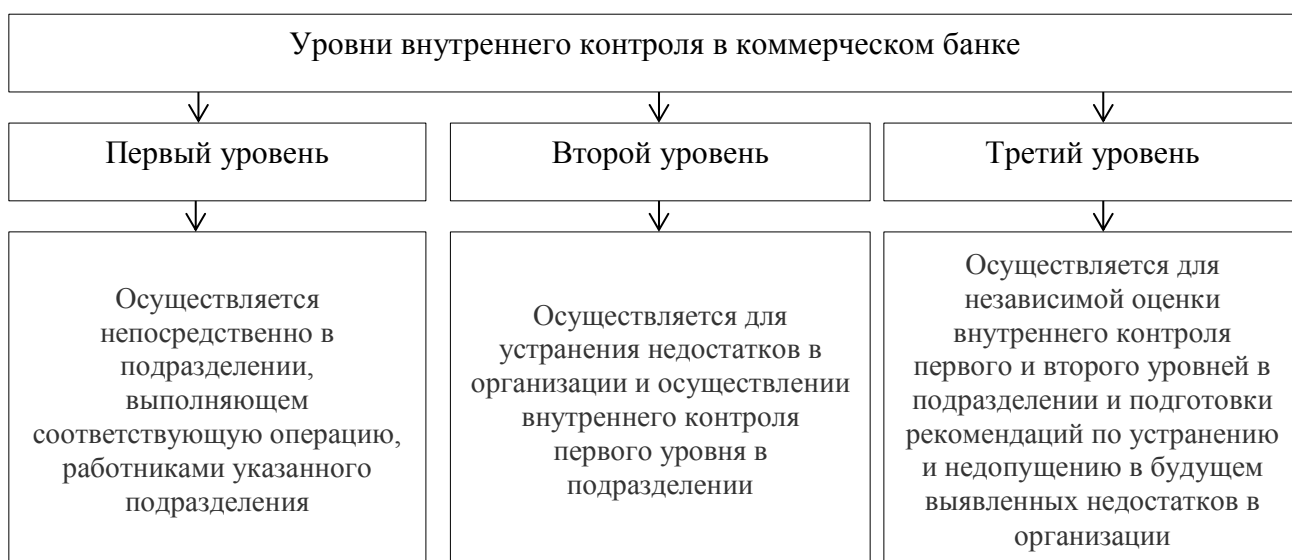 Уровни внутреннего контроля в коммерческом банке
Первый уровень
Второй уровень
Третий уровень
Осуществляется
непосредственно в
подразделении,
выполняющем
соответствующую операцию,
работниками указанного
подразделения
Осуществляется для
устранения недостатков в
организации и осуществлении
внутреннего контроля
первого уровня в
подразделении
Осуществляется для
независимой оценки
внутреннего контроля
первого и второго уровней в
подразделении и подготовки
рекомендаций по устранению
и недопущению в будущем
выявленных недостатков в
организации